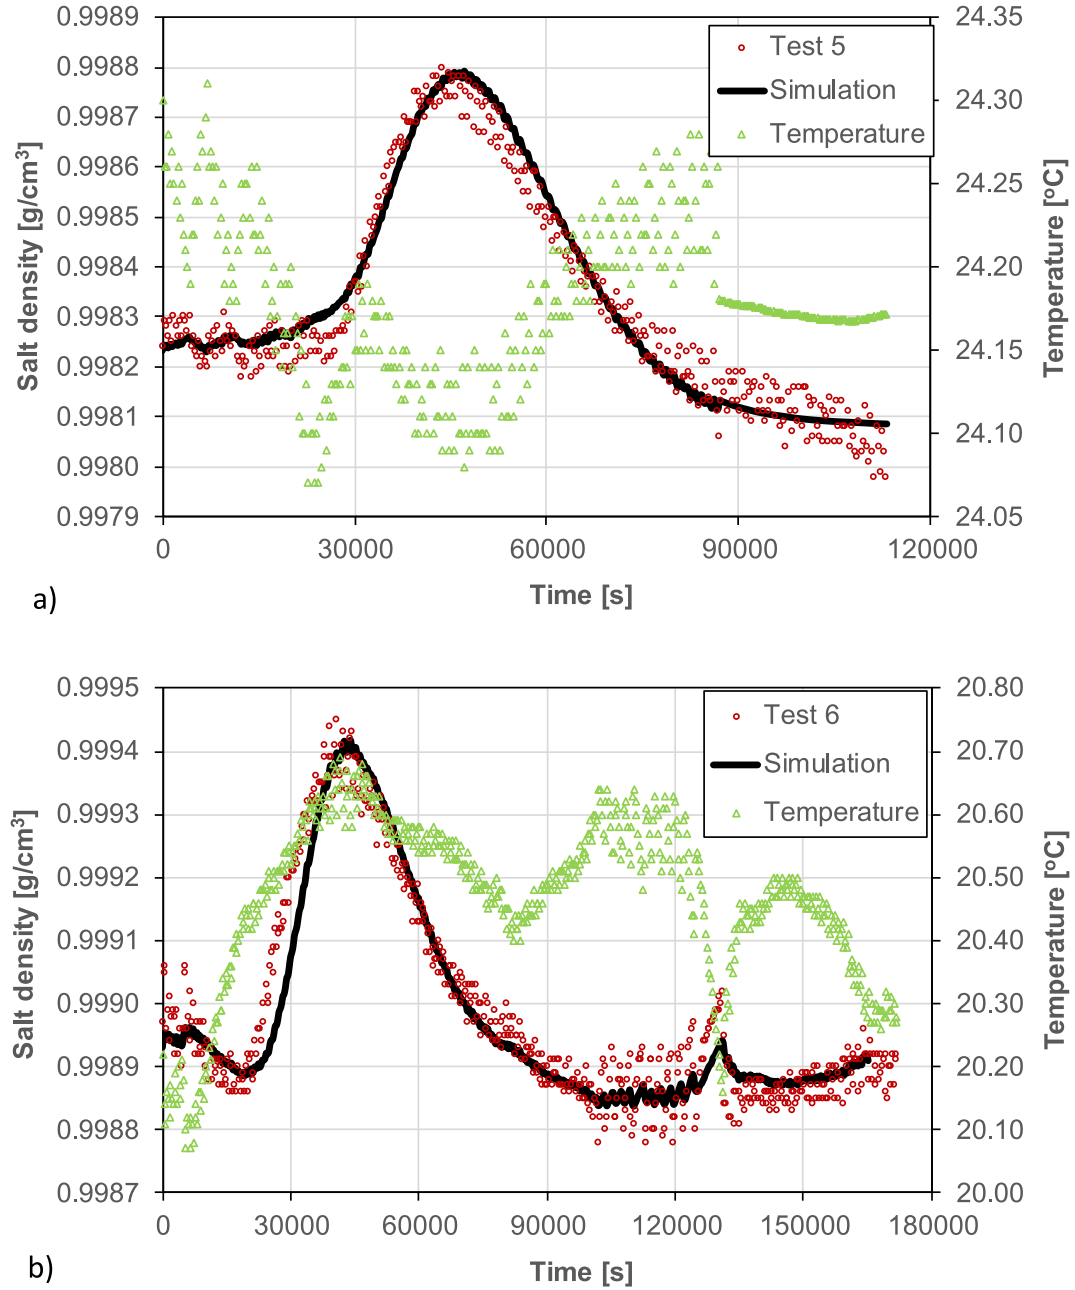 0.9989
0.9988
0.9987
0.9986
0.9985
0.9984
0.9983
0.9982
0.9981
0.9980
0.9979
Salt density [g/cm³]
24.35
24.30
24.25
24.20
24.15
24.10
24.05
Temperature [ºC]
Test 5
Simulation
Temperature
0 30000 60000 90000 120000
Time [s]
a)
0.9995
0.9994
0.9993
0.9992
0.9991
0.9990
0.9989
0.9988
0.9987
Salt density [g/cm³]
20.80
20.70
20.60
20.50
20.40
20.30
20.20
20.10
20.00
Temperature [ºC]
Test 6
Simulation
Temperature
0 30000 60000 90000 120000 150000 180000
Time [s]
b)